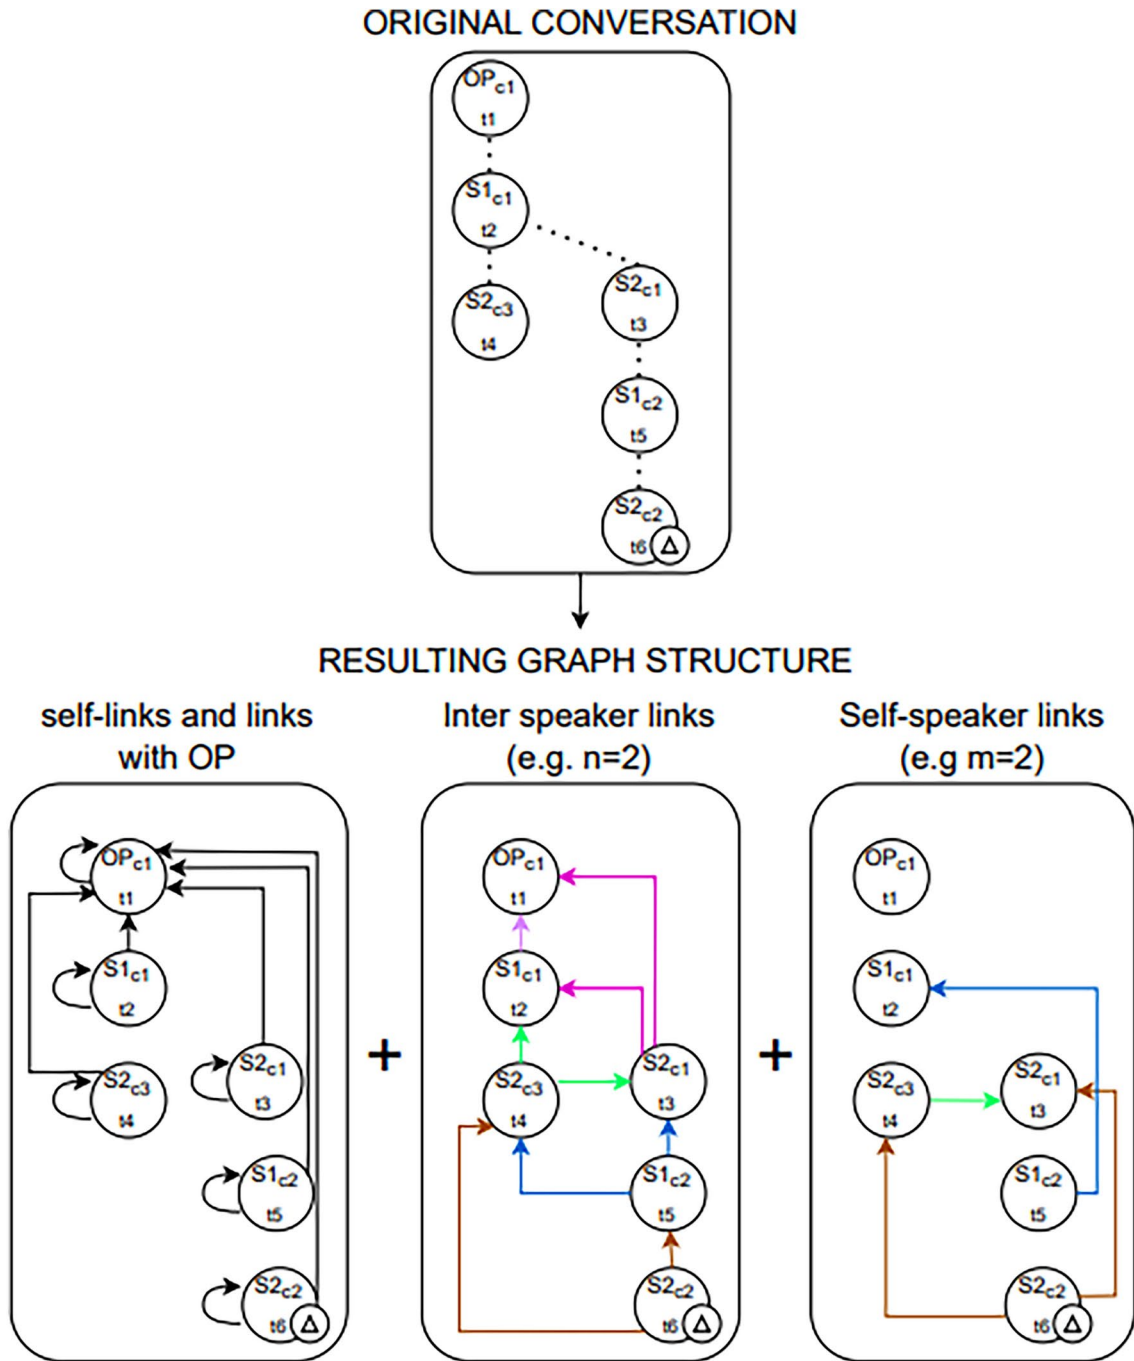 ORIGINAL CONVERSATION
OPc1
t1
S1c1
t2
S2c3
t4
S2c1
t3
S1c2
t5
S2c2
t6 Δ
RESULTING GRAPH STRUCTURE
self-links and links
with OP
OPc1
t1
S1c1
t2
S2c3
t4
S2c1
t3
S1c2
t5
S2c2
t6 Δ
+
Inter speaker links
(e.g. n=2)
OPc1
t1
S1c1
t2
S2c3
t4
S2c1
t3
S1c2
t5
S2c2
t6 Δ
+
Self-speaker links
(e.g m=2)
OPc1
t1
S1c1
t2
S2c3
t4
S2c1
t3
S1c2
t5
S2c2
t6 Δ